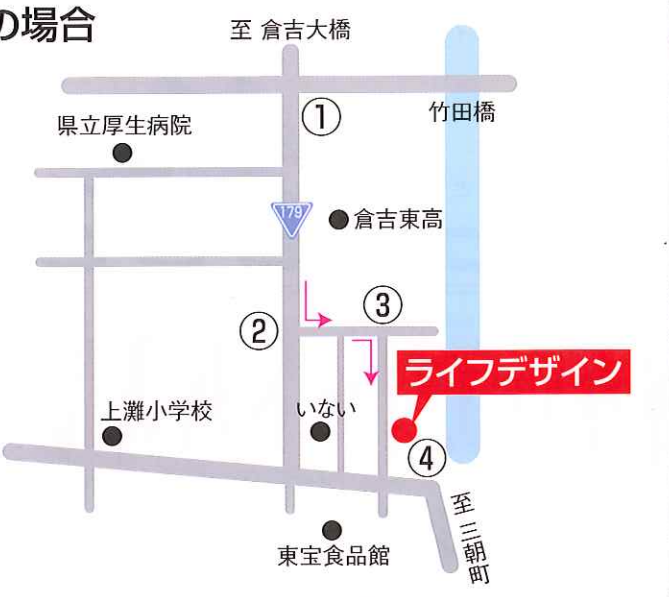 の場合
至 倉吉大橋
①
竹田橋
県立厚生病院
179
倉吉東高
③
②
ライフデザイン
上灘小学校
いない
④
至 三朝町
東宝食品館